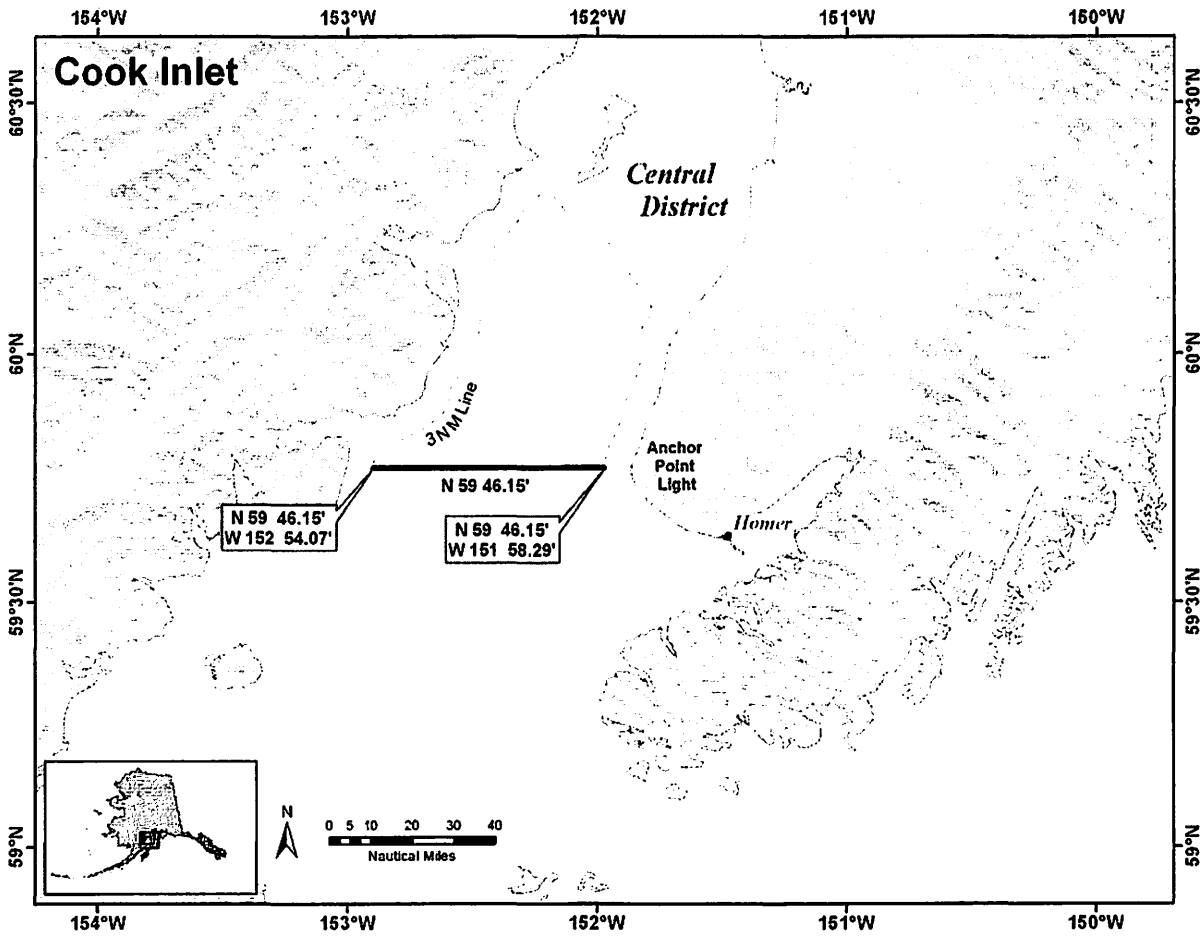 154°W 153°W 152°W 151°W 150°W
Cook Inlet
60°30'N
60°30'N
Central
District
60°N
60°N
3NM Line
Anchor
Point
Light
N 59 46.15'
N 59 46.15'
W 152 54.07'
N 59 46.15'
W 151 58.29'
Homer
59°30'N
59°30'N
N
0 5 10 20 30 40
Nautical Miles
59°N
59°N
154°W 153°W 152°W 151°W 150°W